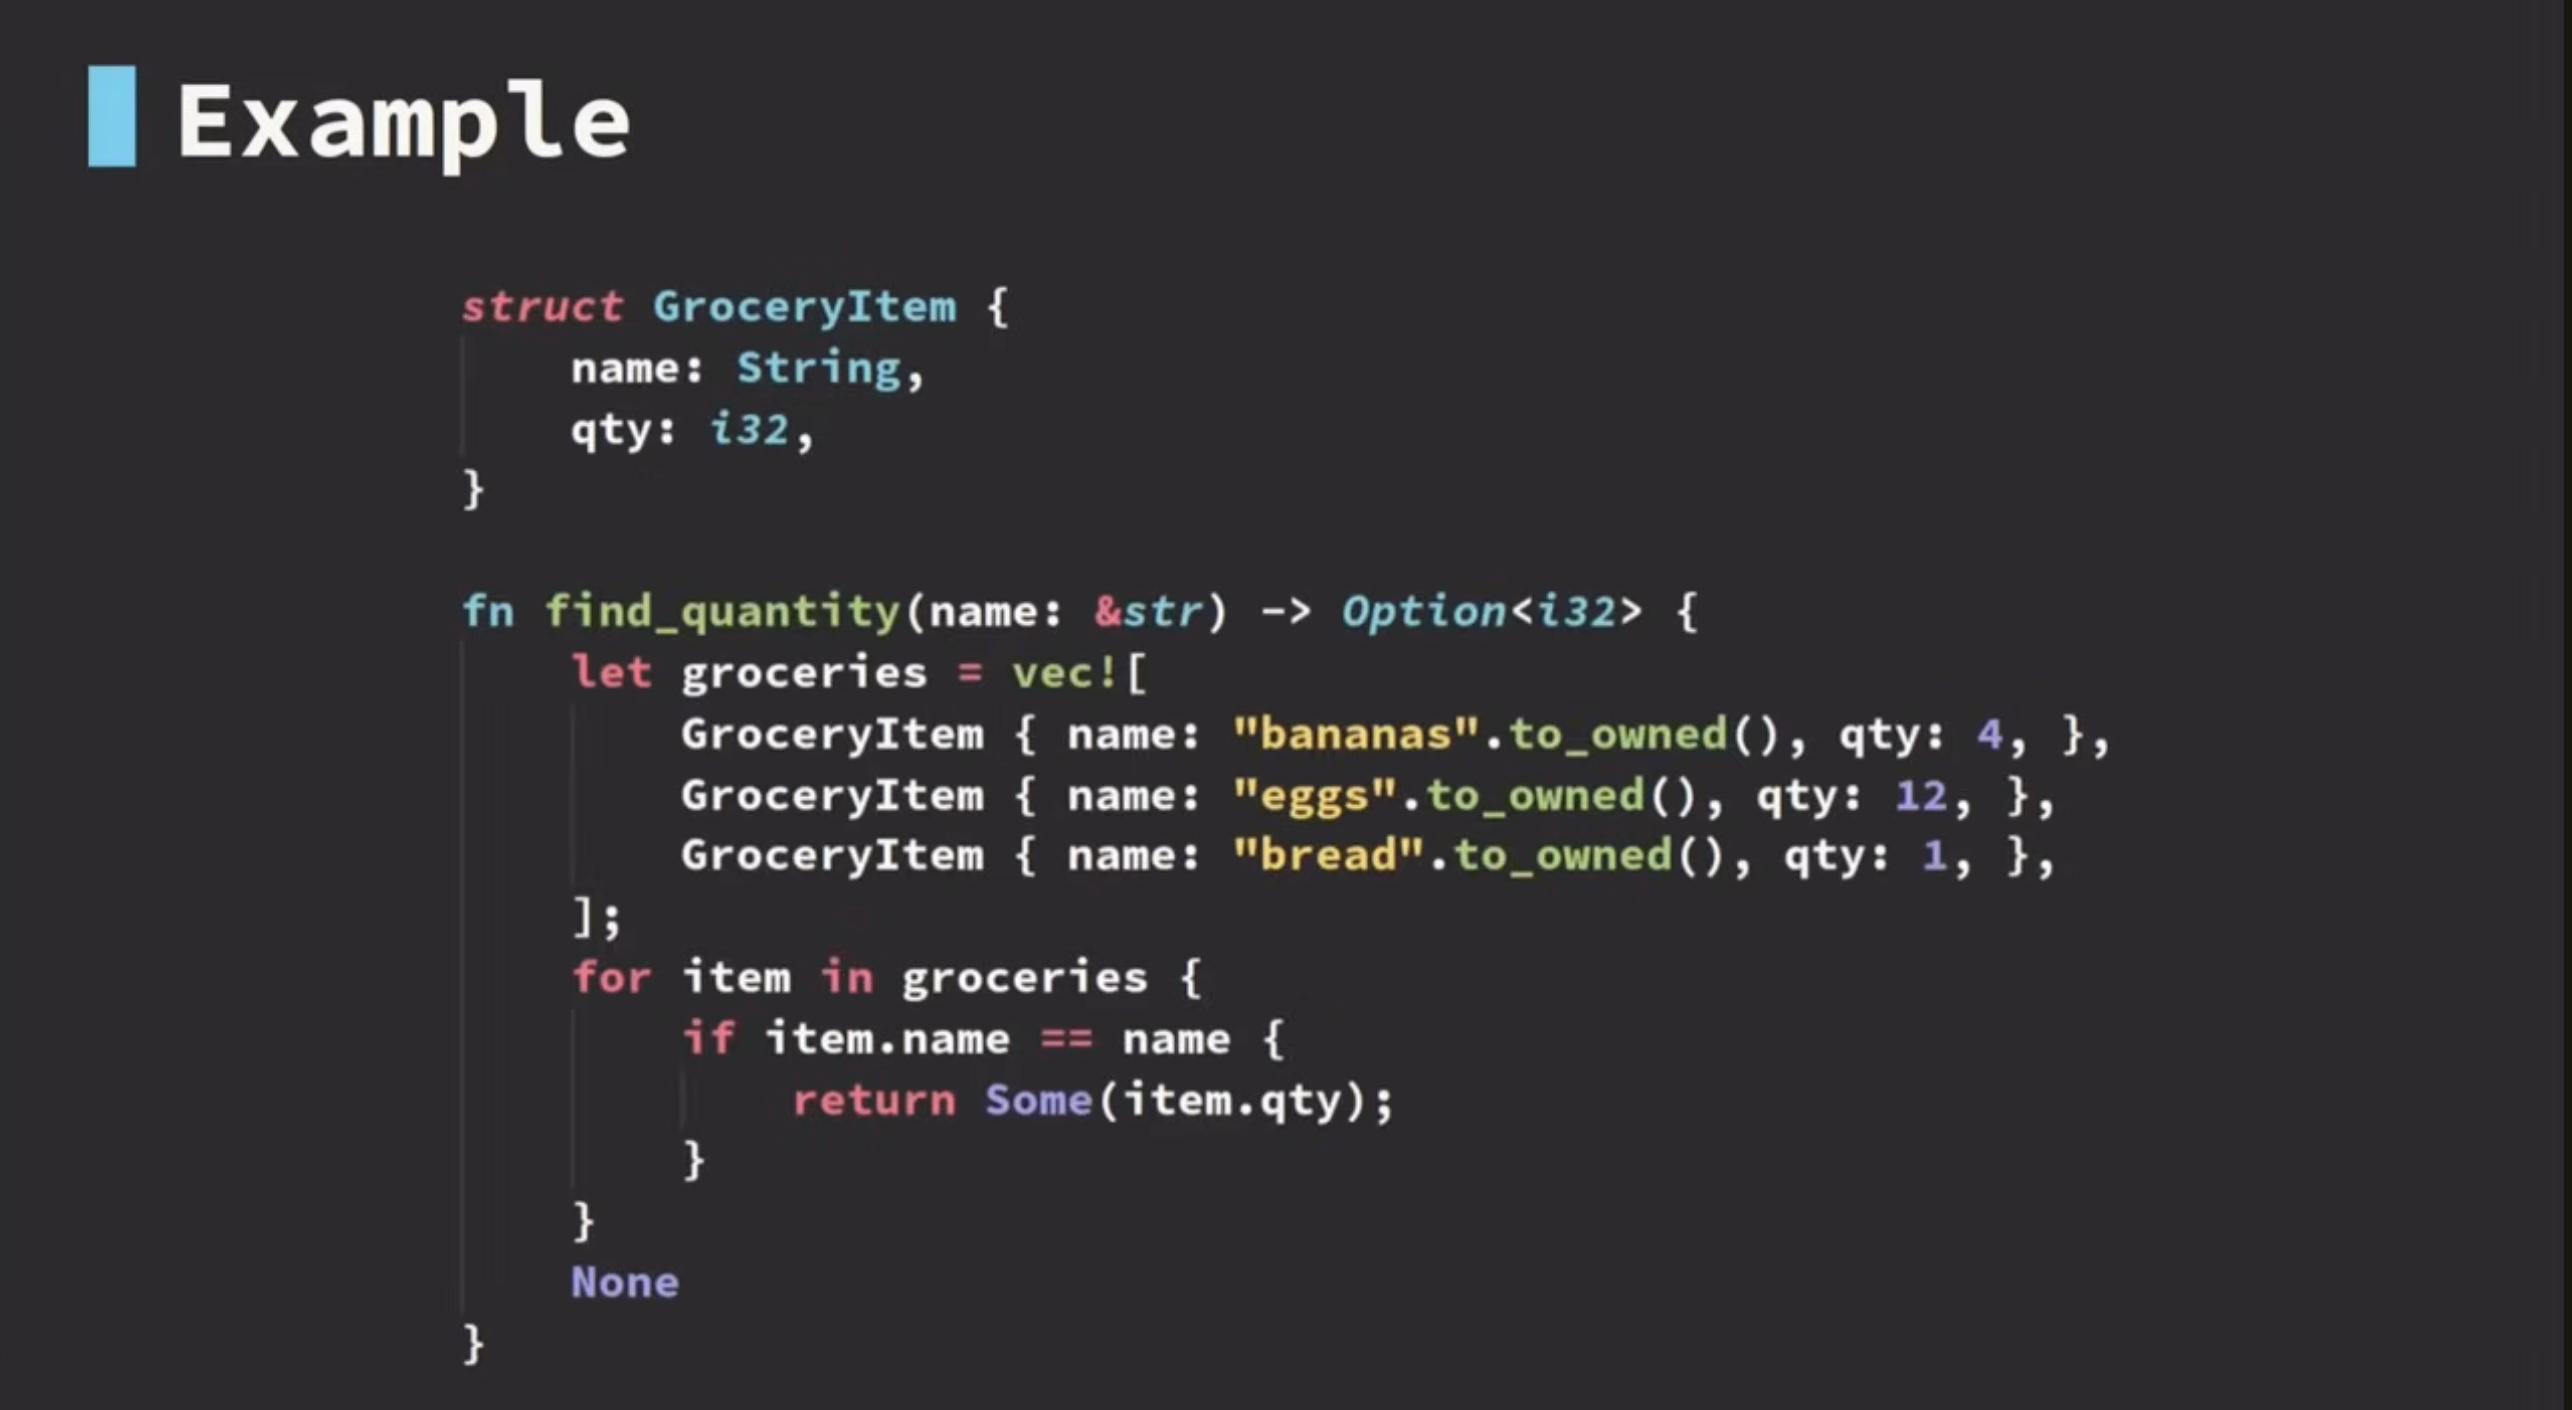 Example
struct GroceryItem {
    name: String,
    qty: i32,
}
fn find_quantity(name: &str) -> Option<i32> {
    let groceries = vec![
        GroceryItem { name: "bananas".to_owned(), qty: 4, },
        GroceryItem { name: "eggs".to_owned(), qty: 12, },
        GroceryItem { name: "bread".to_owned(), qty: 1, },
    ];
    for item in groceries {
        if item.name == name {
            return Some(item.qty);
        }
    }
    None
}